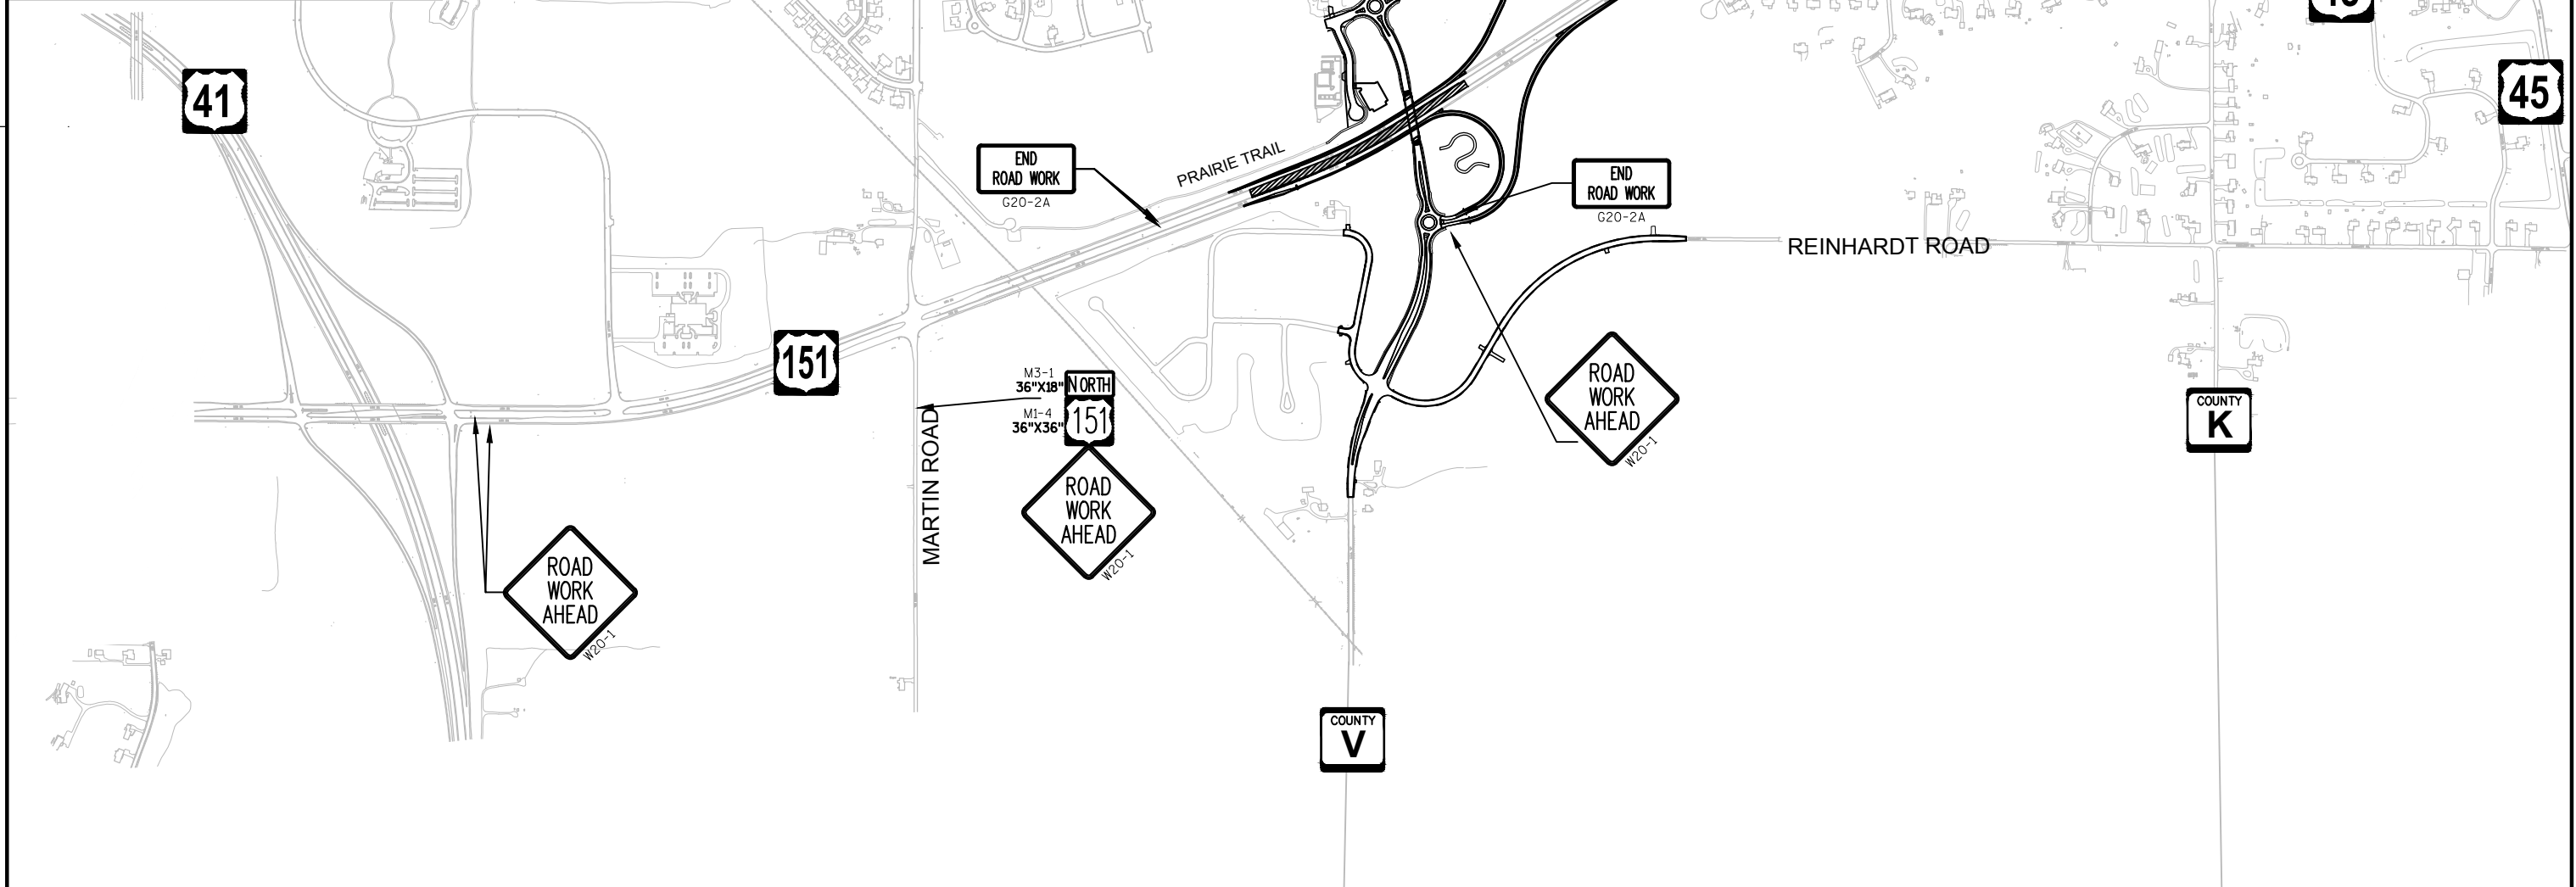 41
45
END
ROAD WORK
G20-2A
PRAIRIE TRAIL
END
ROAD WORK
G20-2A
REINHARDT ROAD
151
M3-1
36"X18"
NORTH
M1-4
36"X36"
151
ROAD
WORK
AHEAD
W20-1
MARTIN ROAD
ROAD
WORK
AHEAD
W20-1
COUNTY
K
ROAD
WORK
AHEAD
W20-1
COUNTY
V